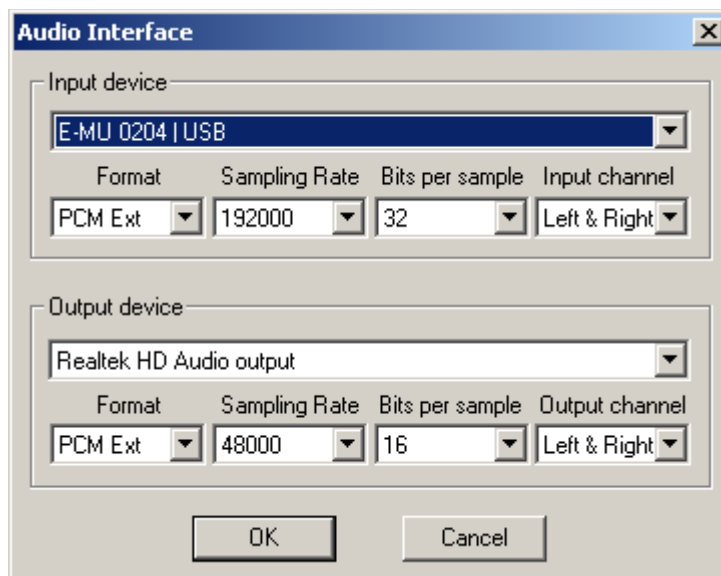 Audio Interface
Input device
E-MU 0204 | USB
Format Sampling Rate Bits per sample Input channel
PCM Ext 192000 32 Left & Right
Output device
Realtek HD Audio output
Format Sampling Rate Bits per sample Output channel
PCM Ext 48000 16 Left & Right
OK Cancel